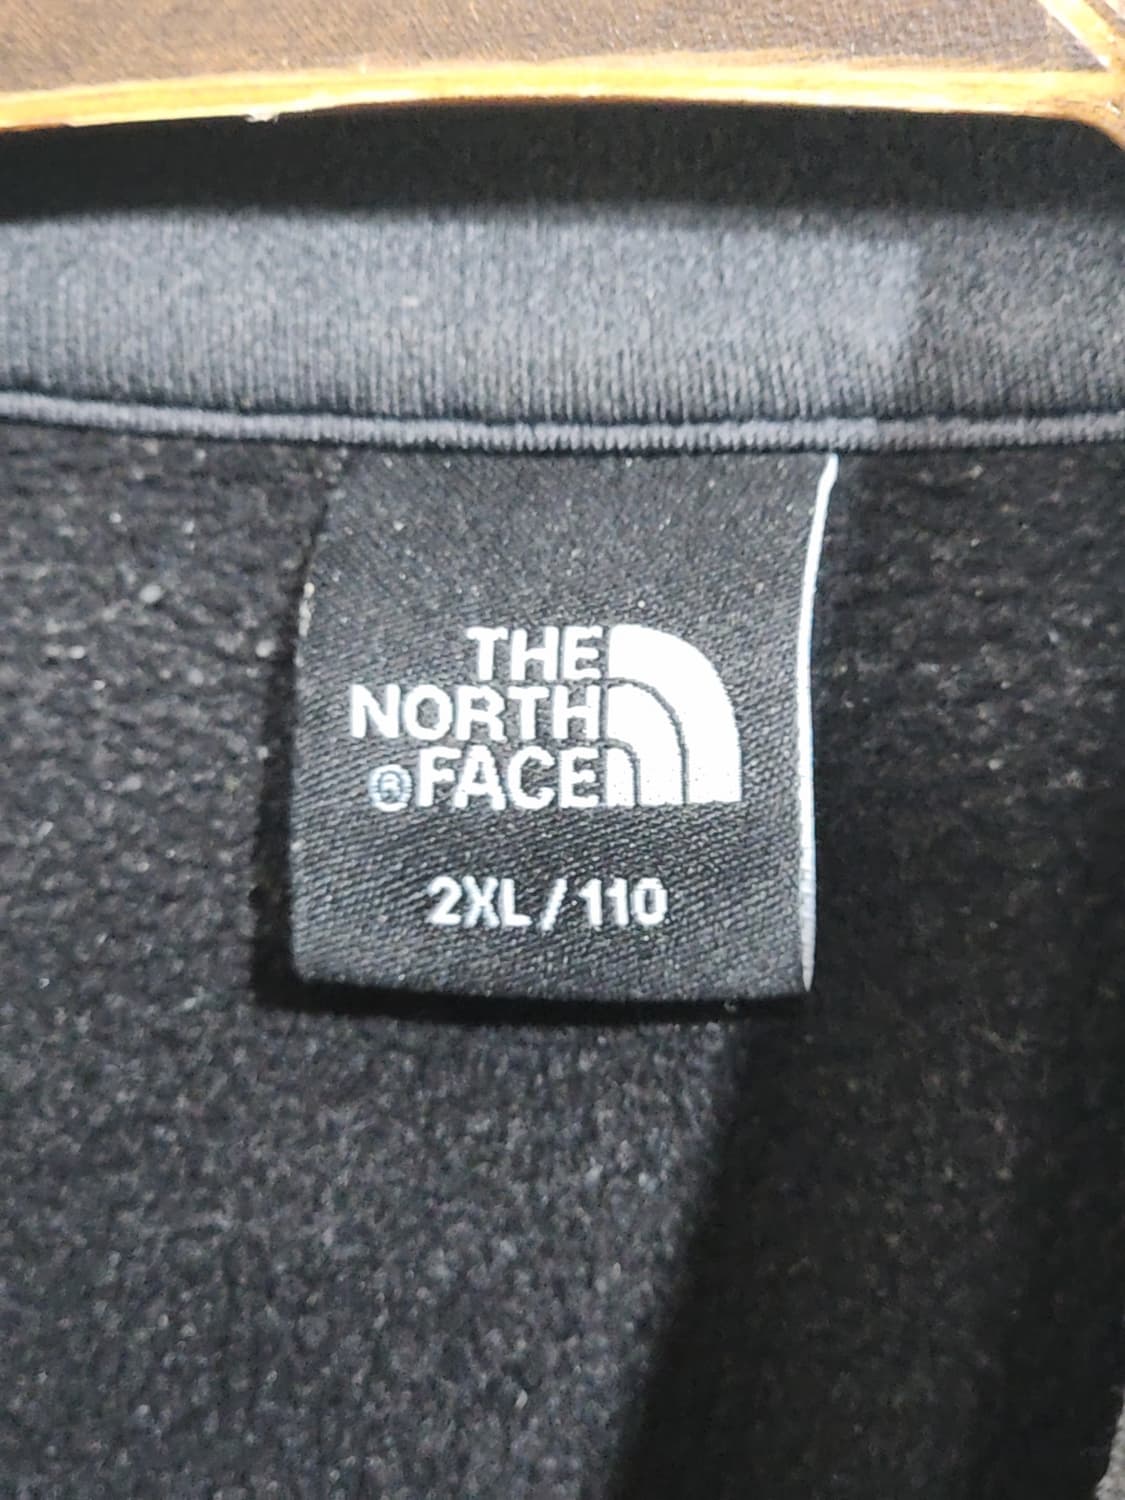 THE
NORTH
®FACE
2XL/110